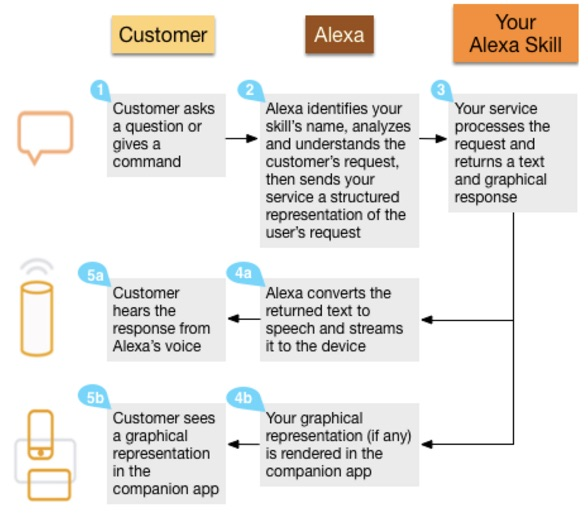 Customer
Alexa
Your
Alexa Skill
1
Customer asks
a question or
gives a
command
2
Alexa identifies your
skill's name, analyzes
and understands the
customer's request,
then sends your
service a structured
representation of the
user's request
3
Your service
processes the
request and
returns a text
and graphical
response
5a
Customer
hears the
response from
Alexa's voice
4a
Alexa converts the
returned text to
speech and streams
it to the device
5b
Customer sees
a graphical
representation
in the
companion app
4b
Your graphical
representation (if any)
is rendered in the
companion app